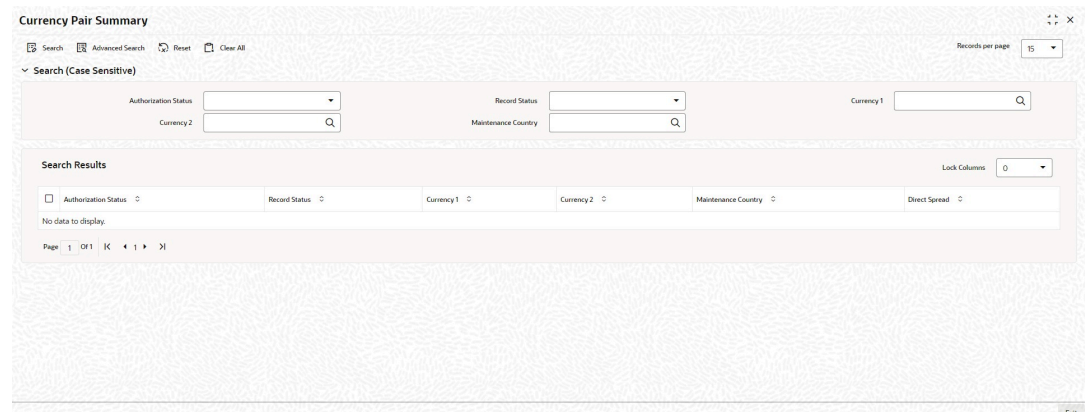 Currency Pair Summary
Search Advanced Search Reset Clear All Records per page 15
Search (Case Sensitive)
Authorization Status Record Status Currency 1
Currency 2 Maintenance Country
Search Results Lock Columns 0
Authorization Status Record Status Currency 1 Currency 2 Maintenance Country Direct Spread
No data to display.
Page 1 Of 1 1